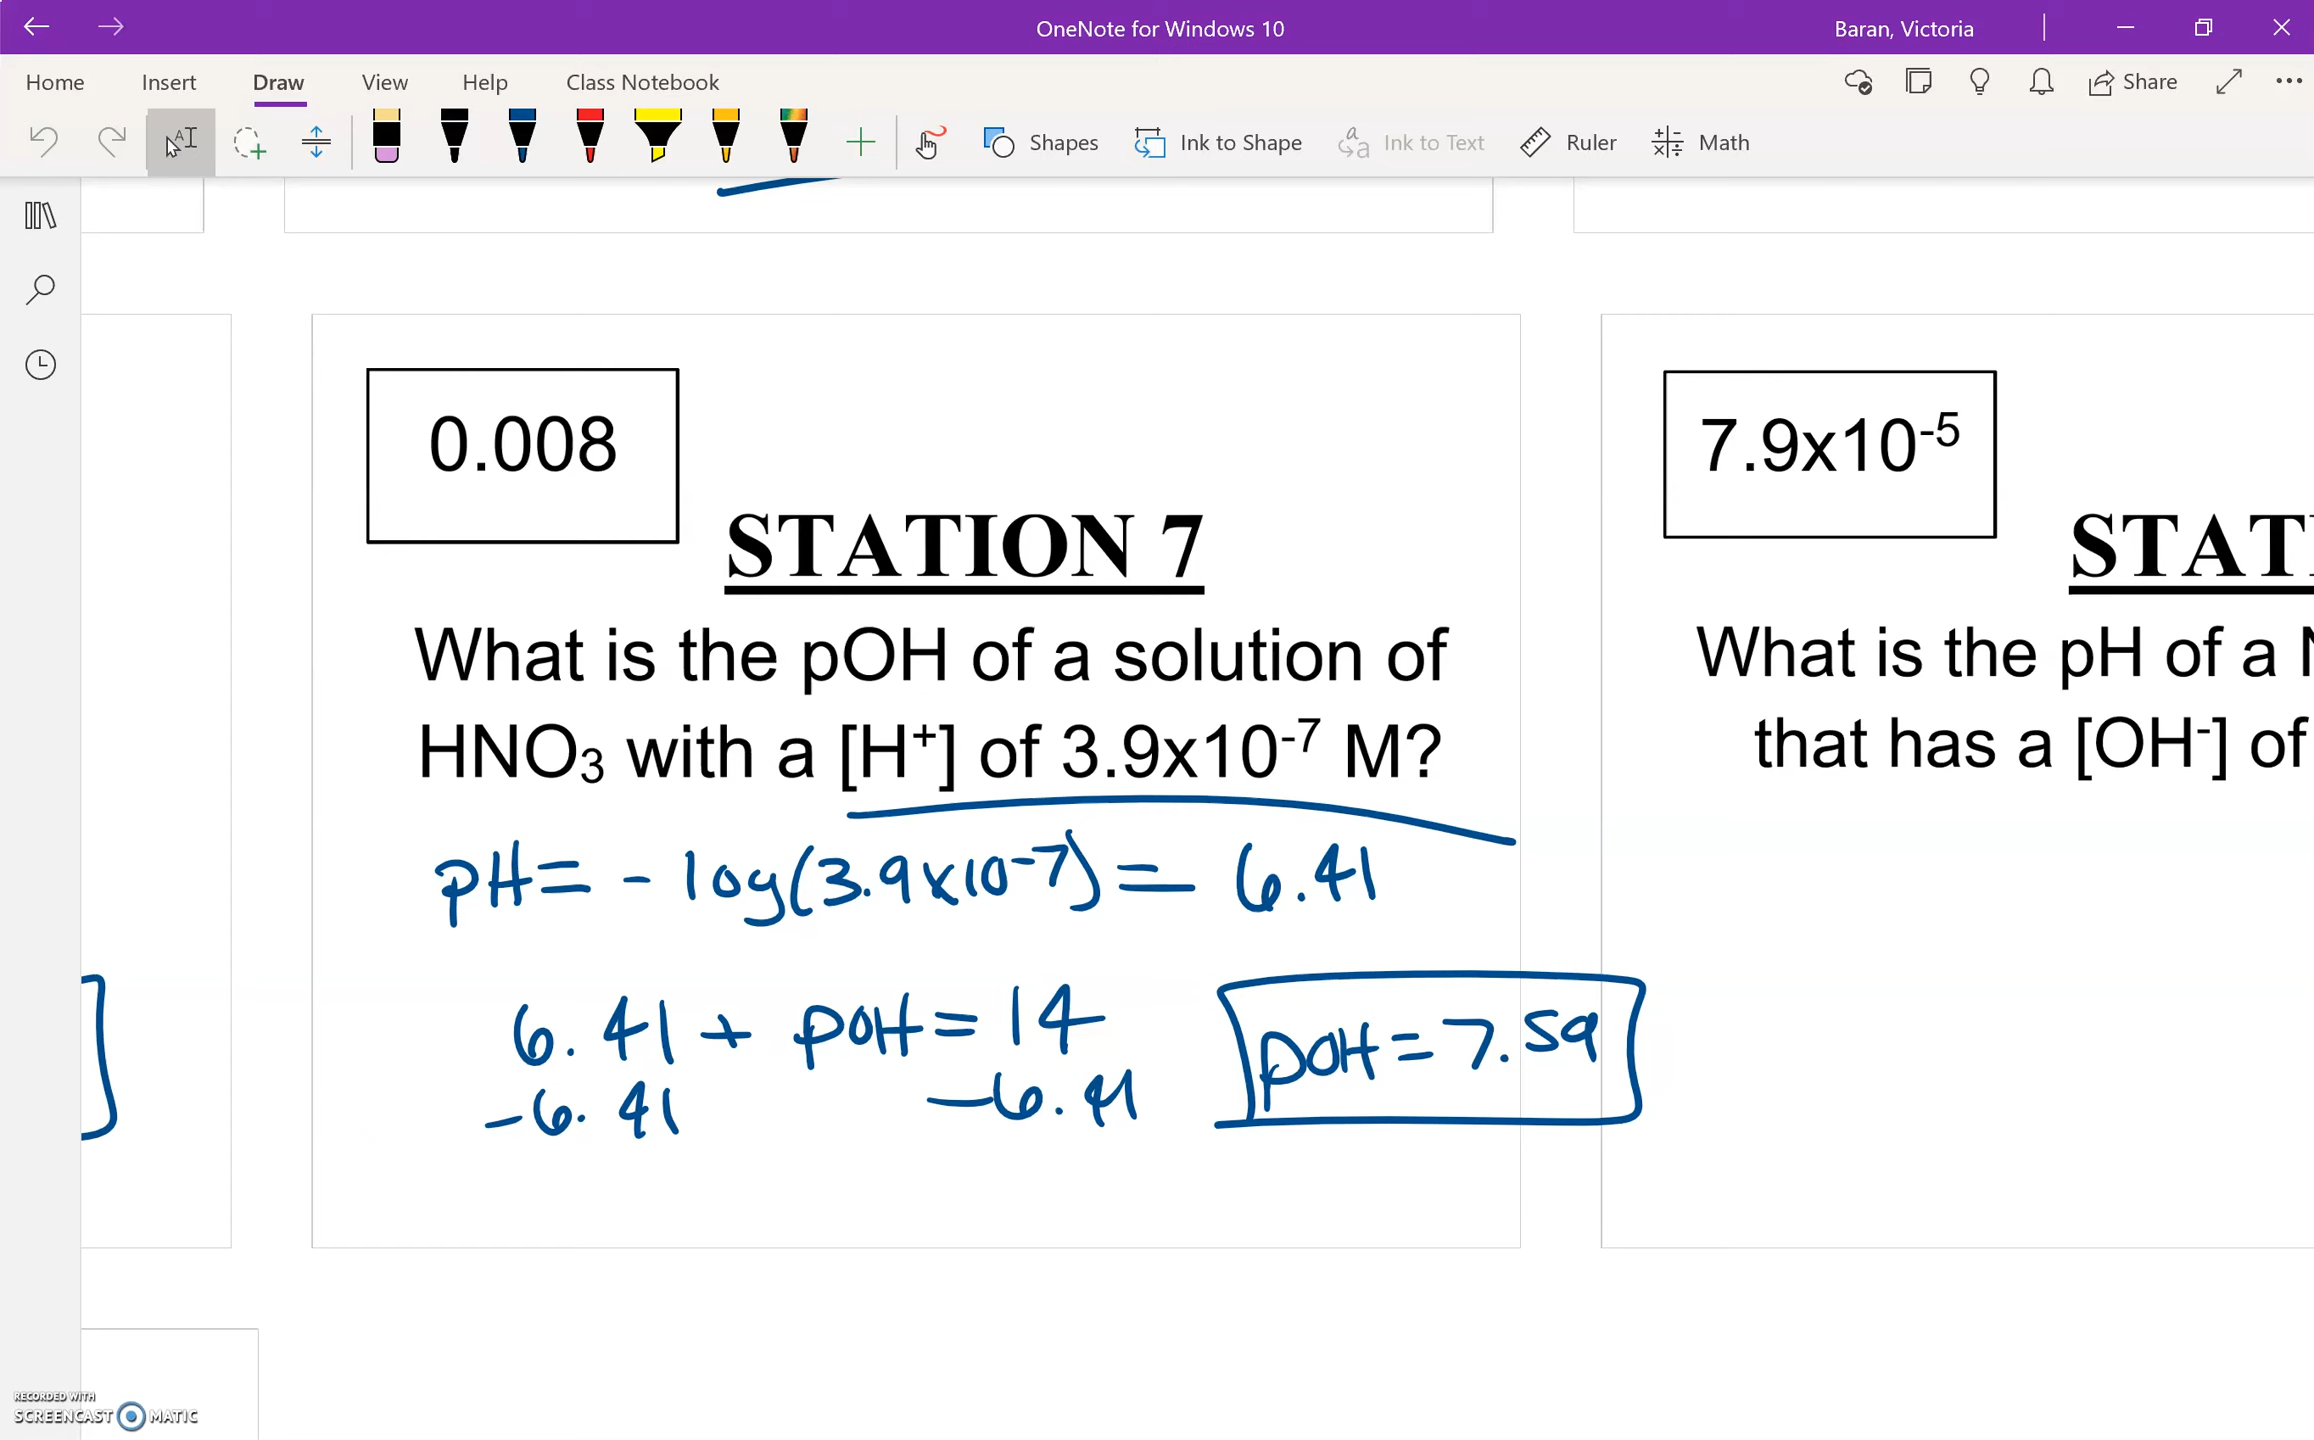 OneNote for Windows 10
Baran, Victoria
Home Insert Draw View Help Class Notebook Share
Shapes Ink to Shape Ink to Text Ruler Math
0.008
STATION 7
What is the pOH of a solution of
HNO₃ with a [H⁺] of 3.9x10⁻⁷ M?
pH = - log(3.9x10⁻⁷) = 6.41
6.41 + pOH = 14
-6.41 -6.41
pOH = 7.59
7.9x10⁻⁵
STATI
What is the pH of a N
that has a [OH⁻] of
RECORDED WITH
SCREENCAST MATIC